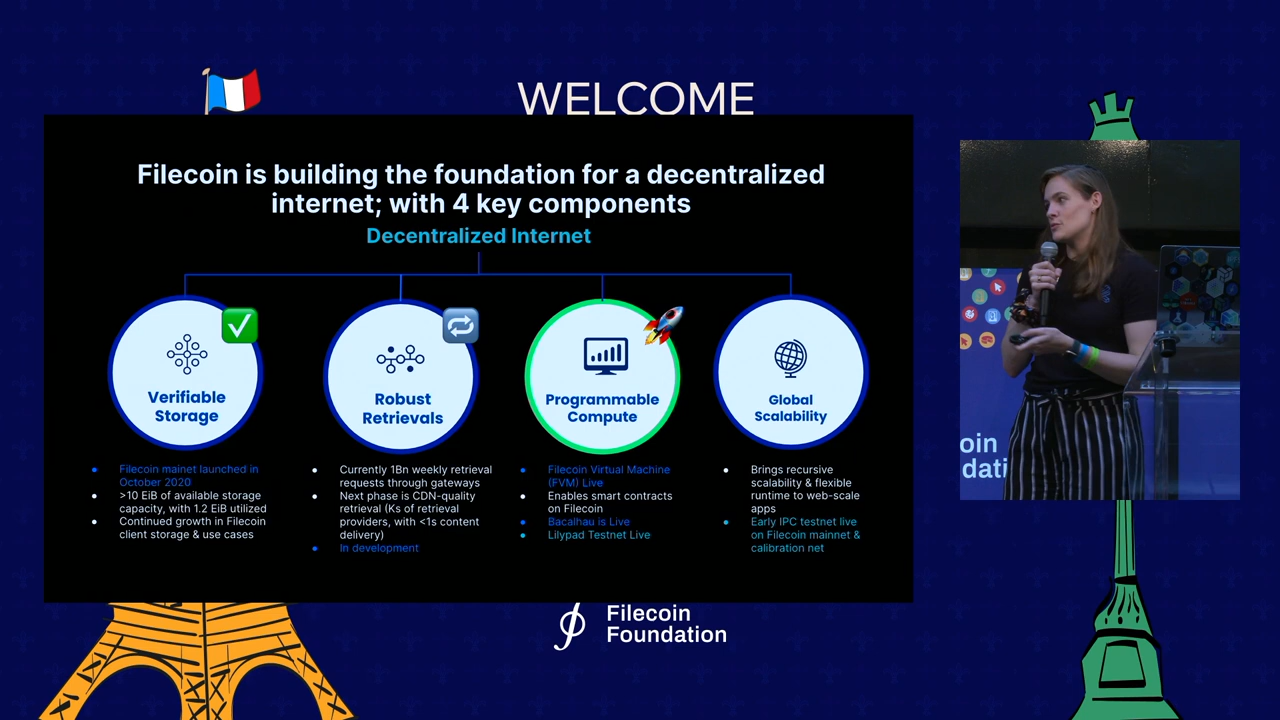 WELCOME
Filecoin is building the foundation for a decentralized
internet; with 4 key components
Decentralized Internet
Verifiable
Storage
Filecoin mainet launched in
October 2020
>10 EiB of available storage
capacity, with 1.2 EiB utilized
Continued growth in Filecoin
client storage & use cases
Robust
Retrievals
Currently 1Bn weekly retrieval
requests through gateways
Next phase is CDN-quality
retrieval (Ks of retrieval
providers, with <1s content
delivery)
In development
Programmable
Compute
Filecoin Virtual Machine
(FVM) Live
Enables smart contracts
on Filecoin
Bacalhau is Live
Lilypad Testnet Live
Global
Scalability
Brings recursive
scalability & flexible
runtime to web-scale
apps
Early IPC testnet live
on Filecoin mainnet &
calibration net
oin
dati
Filecoin
Foundation